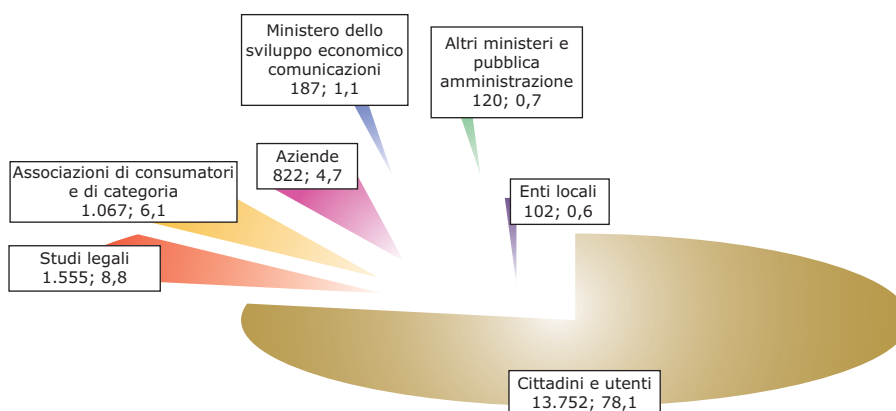 Ministero dello
sviluppo economico
comunicazioni
187; 1,1
Altri ministeri e
pubblica
amministrazione
120; 0,7
Aziende
822; 4,7
Associazioni di consumatori
e di categoria
1.067; 6,1
Enti locali
102; 0,6
Studi legali
1.555; 8,8
Cittadini e utenti
13.752; 78,1